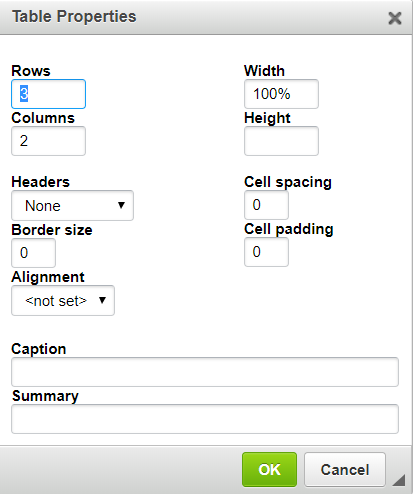 Table Properties
Rows Width
3 100%
Columns Height
2
Headers Cell spacing
None 0
Border size Cell padding
0 0
Alignment
<not set>
Caption
Summary
OK Cancel